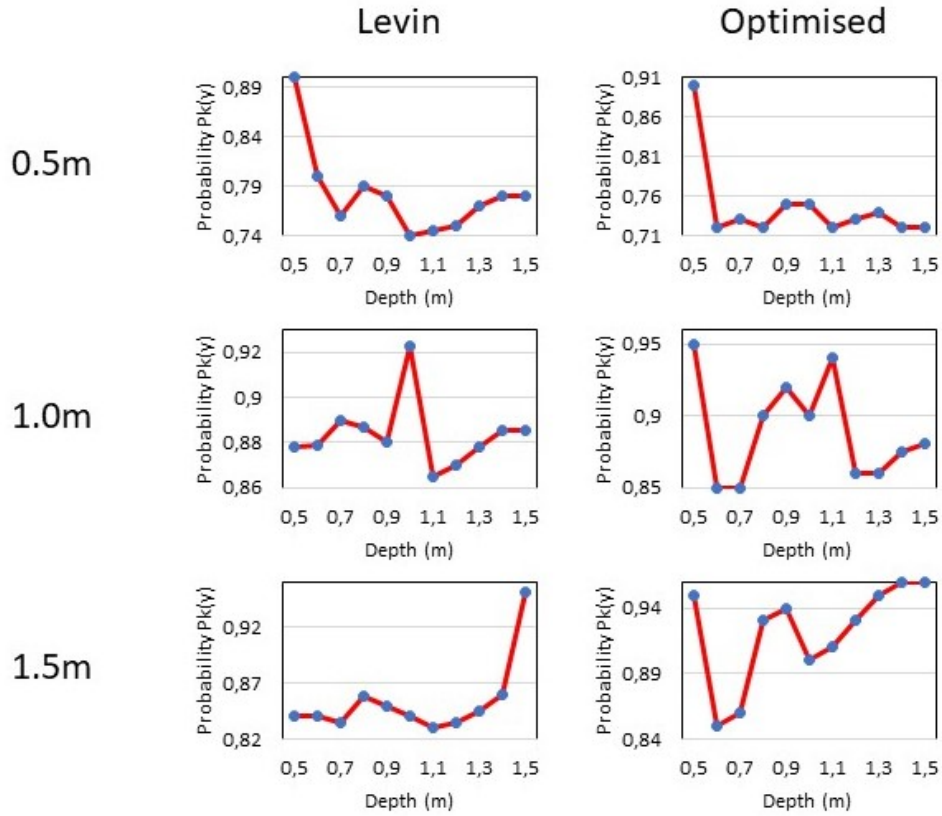 Levin
Optimised
0.5m
Probability Pk(y)
0,89
0,84
0,79
0,74
0,5 0,7 0,9 1,1 1,3 1,5
Depth (m)
Probability Pk(y)
0,91
0,86
0,81
0,76
0,71
0,5 0,7 0,9 1,1 1,3 1,5
Depth (m)
1.0m
Probability Pk(y)
0,92
0,9
0,88
0,86
0,5 0,7 0,9 1,1 1,3 1,5
Depth (m)
Probability Pk(y)
0,95
0,9
0,85
0,5 0,7 0,9 1,1 1,3 1,5
Depth (m)
1.5m
Probability Pk(y)
0,92
0,87
0,82
0,5 0,7 0,9 1,1 1,3 1,5
Depth (m)
Probability Pk(y)
0,94
0,89
0,84
0,5 0,7 0,9 1,1 1,3 1,5
Depth (m)